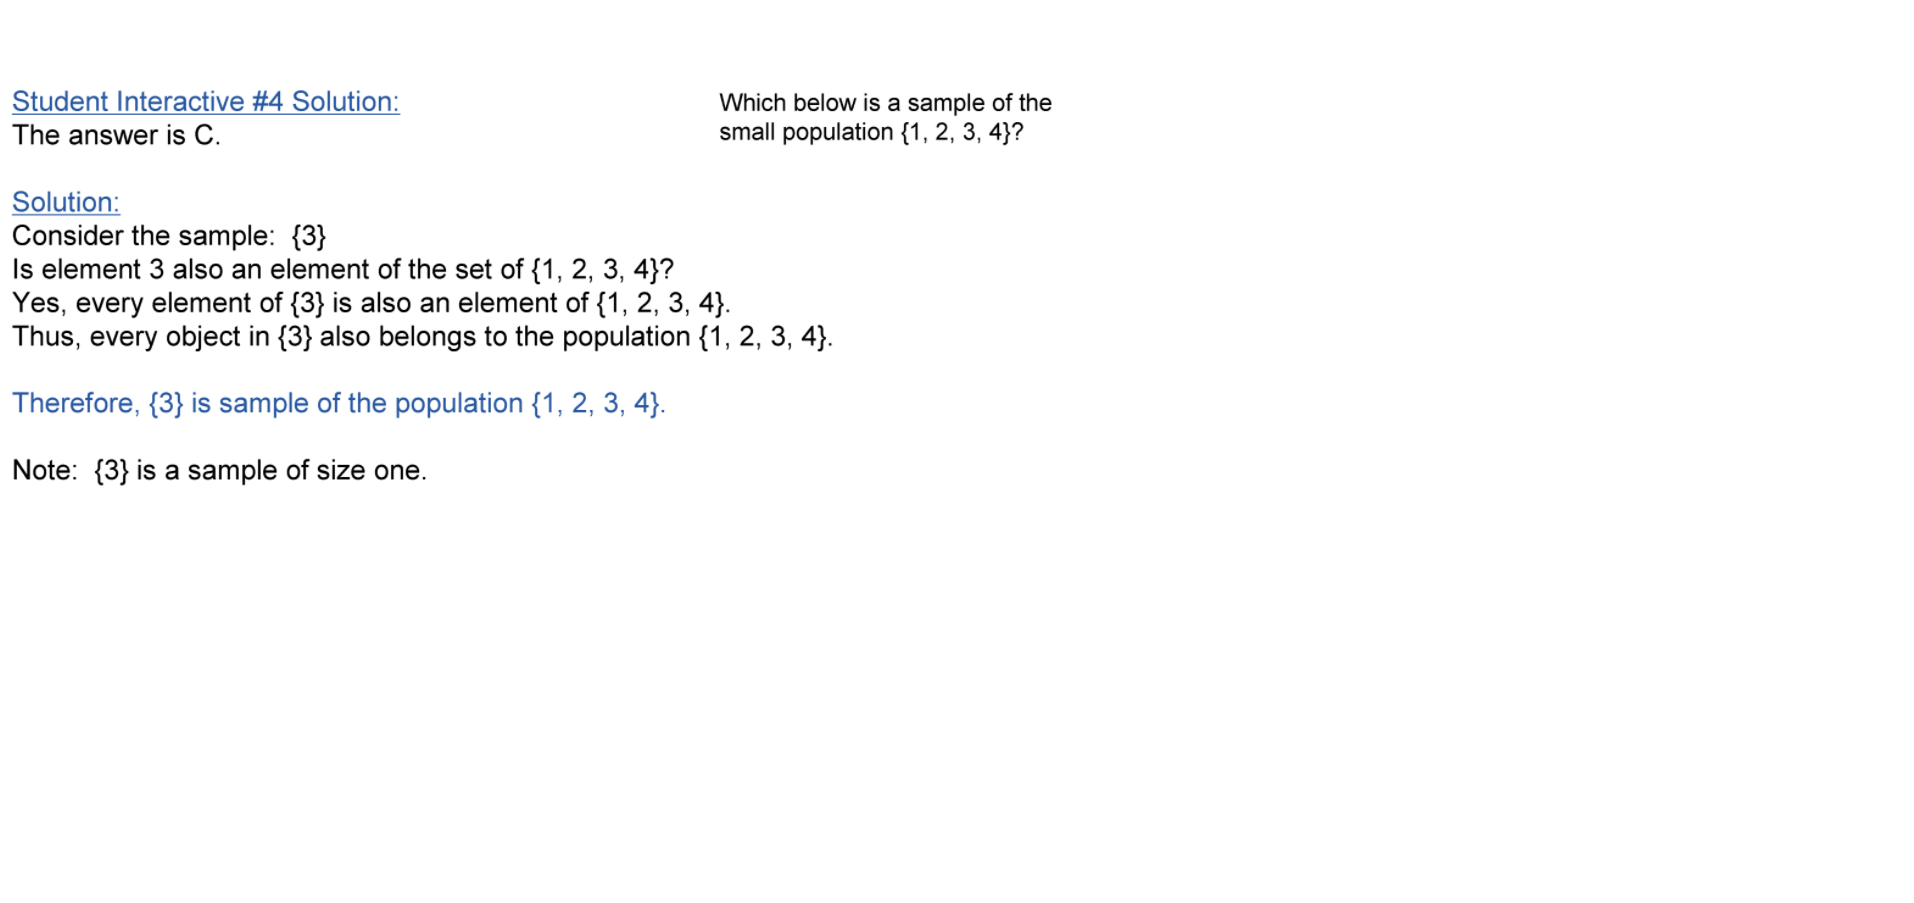 Student Interactive #4 Solution:
The answer is C.
Which below is a sample of the
small population {1, 2, 3, 4}?
Solution:
Consider the sample:  {3}
Is element 3 also an element of the set of {1, 2, 3, 4}?
Yes, every element of {3} is also an element of {1, 2, 3, 4}.
Thus, every object in {3} also belongs to the population {1, 2, 3, 4}.
Therefore, {3} is sample of the population {1, 2, 3, 4}.
Note:  {3} is a sample of size one.